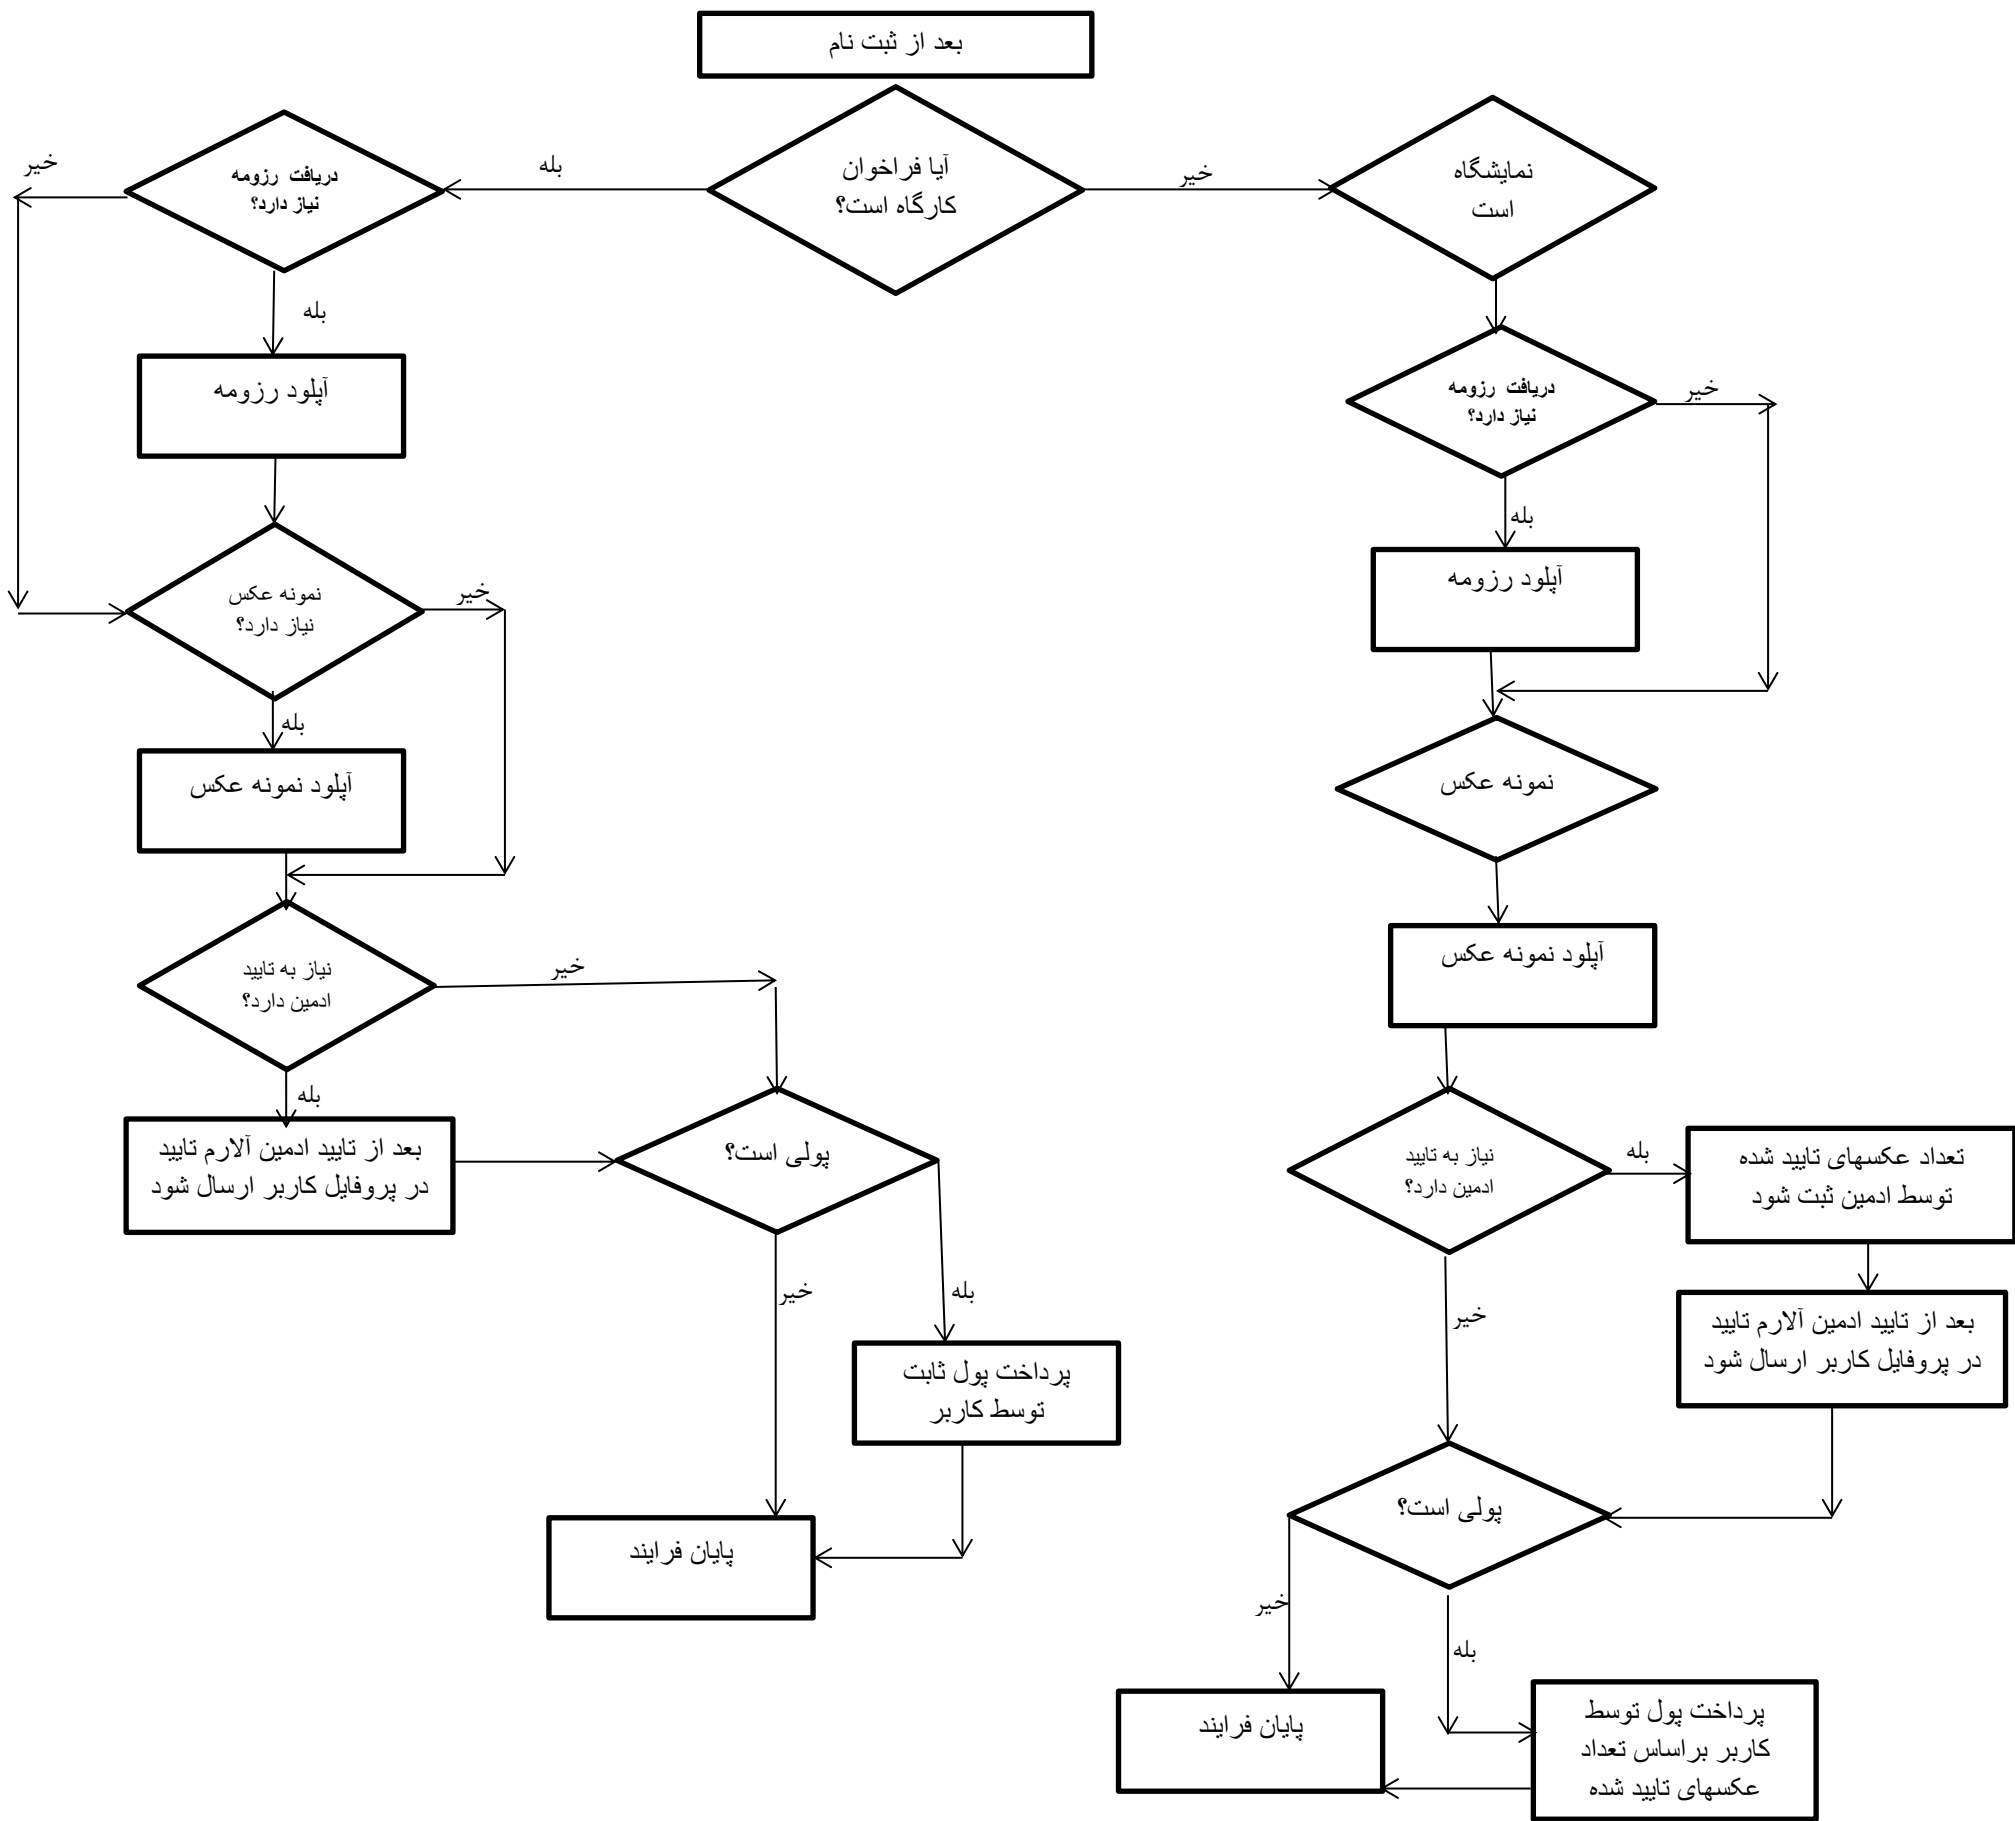 بعد از ثبت نام
آیا فراخوان
کارگاه است؟
خیر
نمایشگاه
است
بله
دریافت رزومه
نیاز دارد؟
خیر
بله
آپلود رزومه
نمونه عکس
نیاز دارد؟
خیر
بله
آپلود نمونه عکس
نیاز به تایید
ادمین دارد؟
خیر
بله
بعد از تایید ادمین آلارم تایید
در پروفایل کاربر ارسال شود
پولی است؟
خیر
بله
پرداخت پول ثابت
توسط کاربر
پایان فرایند
دریافت رزومه
نیاز دارد؟
خیر
بله
آپلود رزومه
نمونه عکس
آپلود نمونه عکس
نیاز به تایید
ادمین دارد؟
بله
تعداد عکسهای تایید شده
توسط ادمین ثبت شود
بعد از تایید ادمین آلارم تایید
در پروفایل کاربر ارسال شود
خیر
پولی است؟
خیر
بله
پایان فرایند
پرداخت پول توسط
کاربر براساس تعداد
عکسهای تایید شده